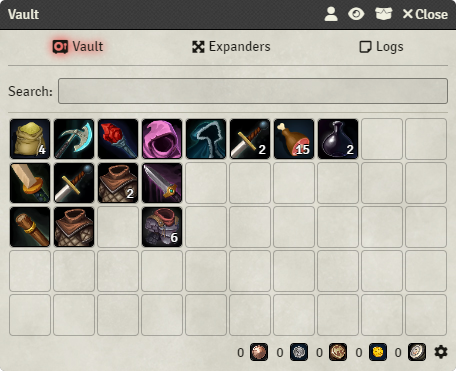 Vault Close
Vault Expanders Logs
Search:
4 2 15 2
2 6
6
0 0 0 0 0